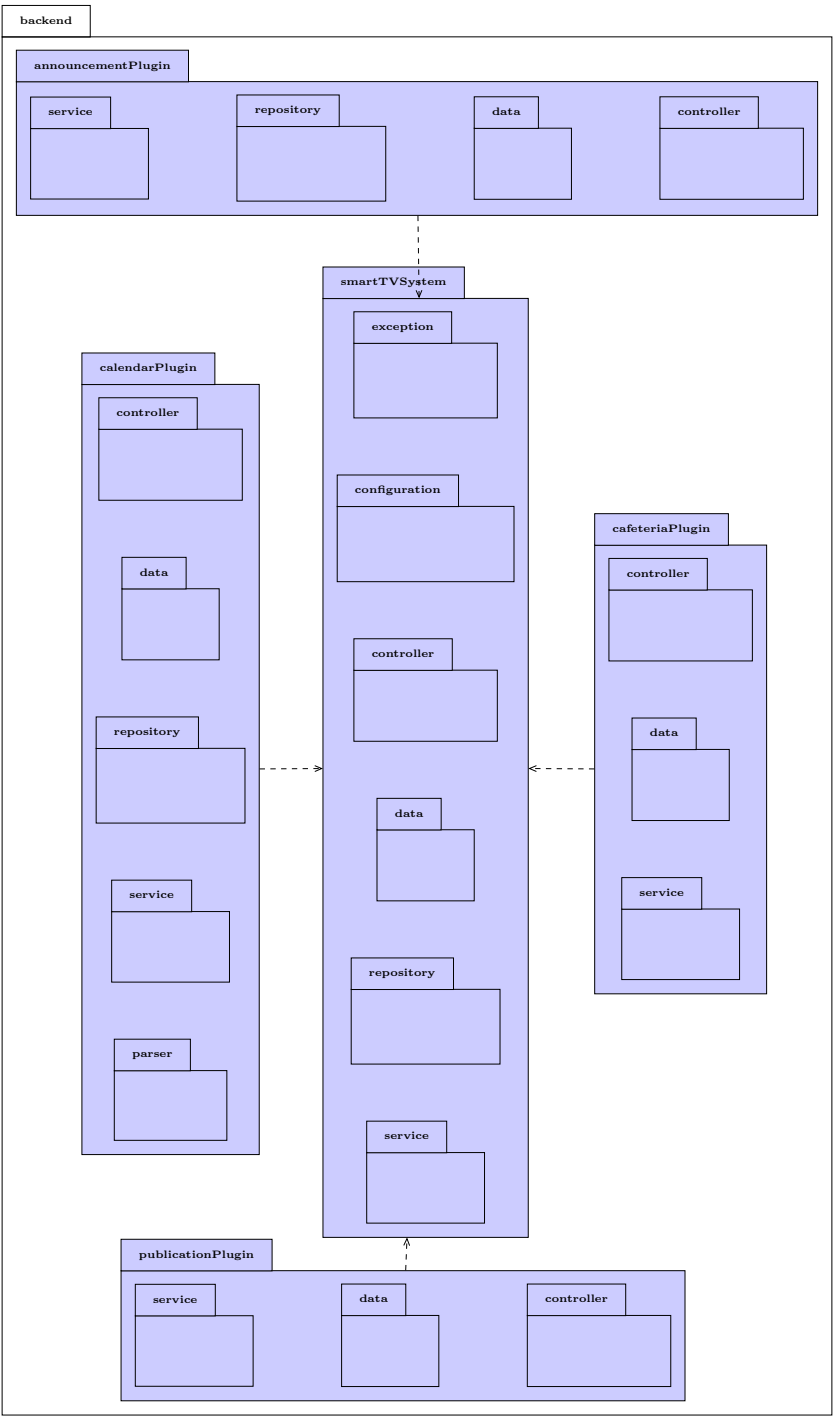 backend
announcementPlugin
service
repository
data
controller
smartTVSystem
exception
configuration
controller
data
repository
service
calendarPlugin
controller
data
repository
service
parser
cafeteriaPlugin
controller
data
service
publicationPlugin
service
data
controller